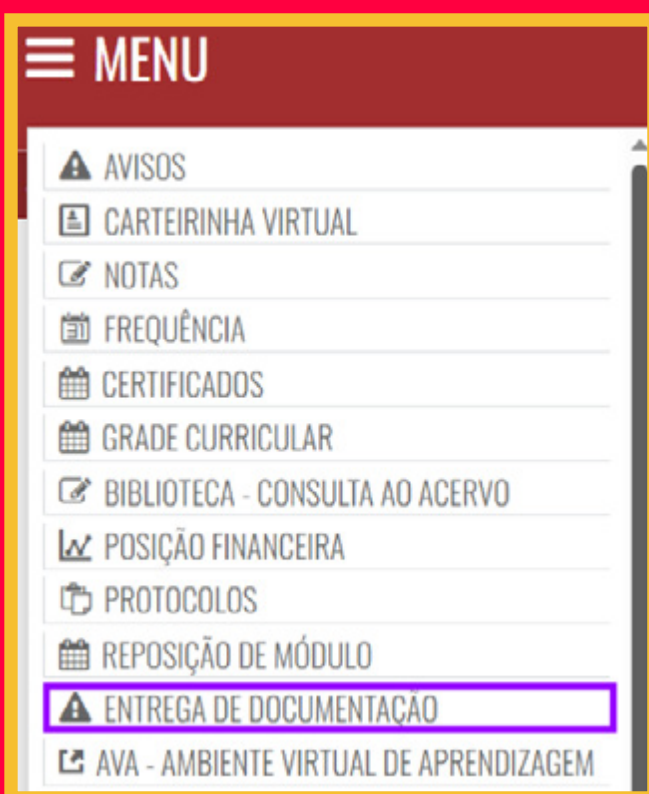 MENU
AVISOS
CARTEIRINHA VIRTUAL
NOTAS
FREQUÊNCIA
CERTIFICADOS
GRADE CURRICULAR
BIBLIOTECA - CONSULTA AO ACERVO
POSIÇÃO FINANCEIRA
PROTOCOLOS
REPOSIÇÃO DE MÓDULO
ENTREGA DE DOCUMENTAÇÃO
AVA - AMBIENTE VIRTUAL DE APRENDIZAGEM